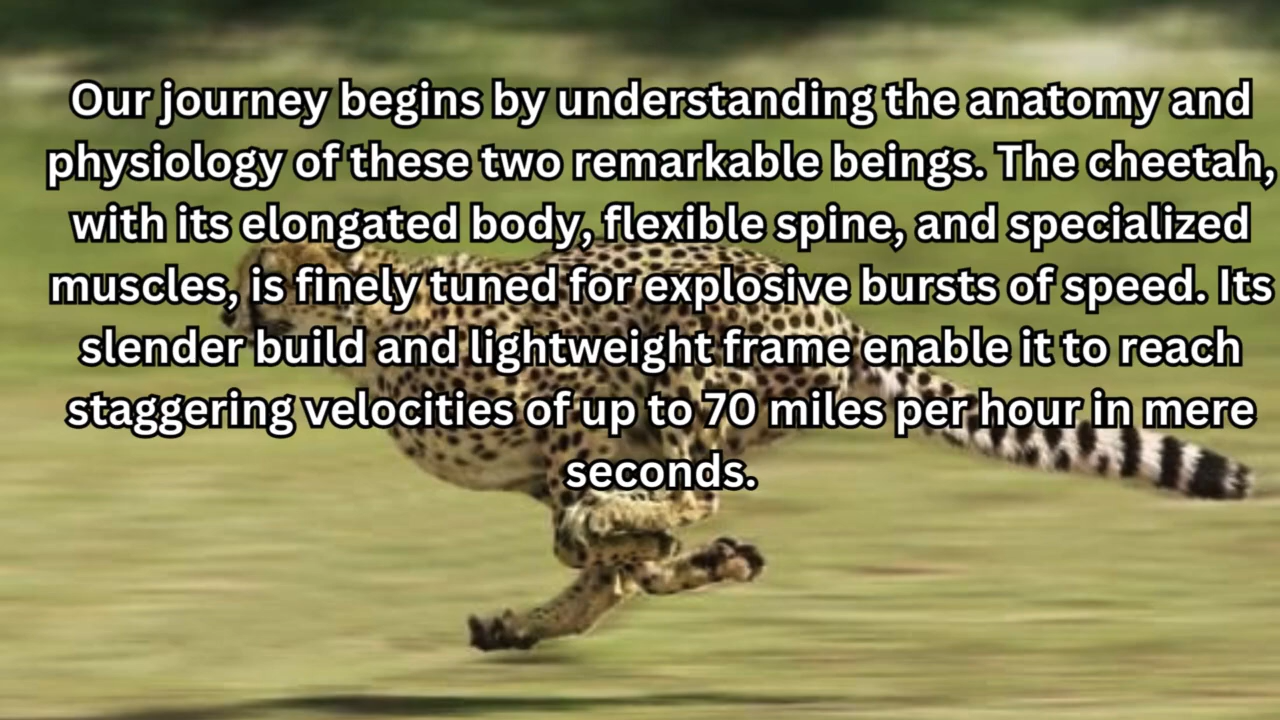 Our journey begins by understanding the anatomy and
physiology of these two remarkable beings. The cheetah,
with its elongated body, flexible spine, and specialized
muscles, is finely tuned for explosive bursts of speed. Its
slender build and lightweight frame enable it to reach
staggering velocities of up to 70 miles per hour in mere
seconds.